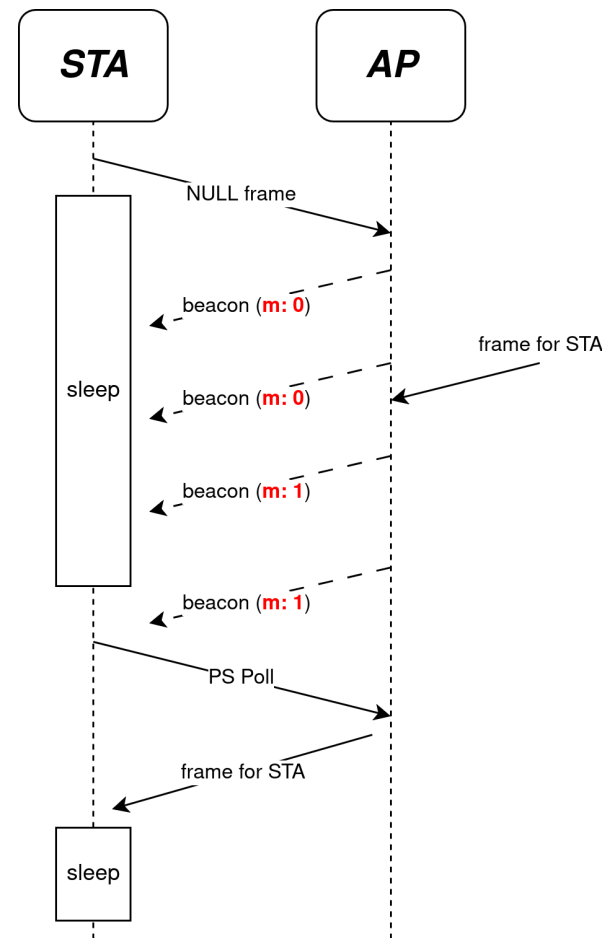 STA
AP
NULL frame
beacon (m: 0)
frame for STA
sleep
beacon (m: 0)
beacon (m: 1)
beacon (m: 1)
PS Poll
frame for STA
sleep